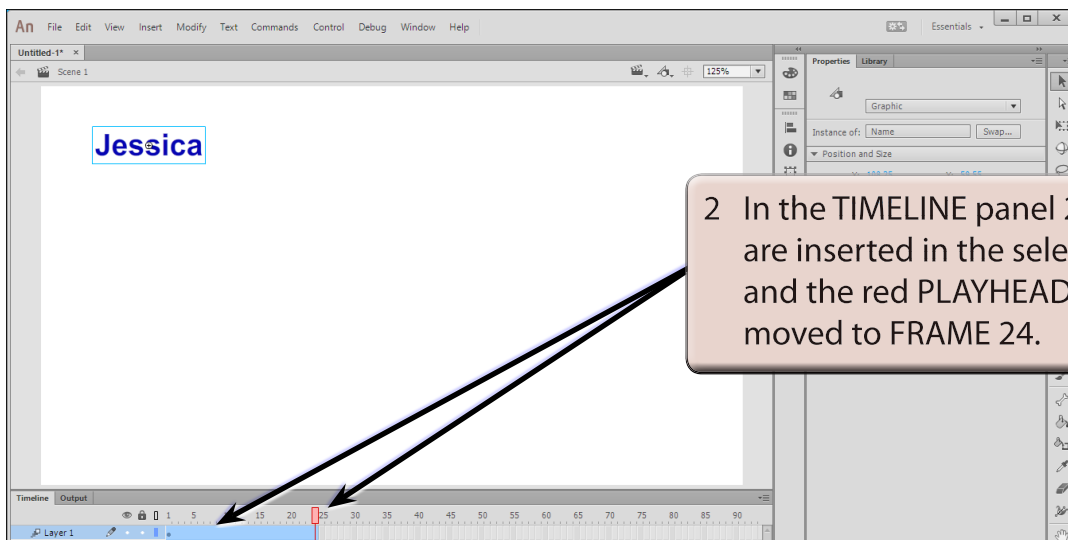 An File Edit View Insert Modify Text Commands Control Debug Window Help Essentials
Untitled-1* ×
Scene 1 125%
Properties Library
Graphic
Instance of: Name Swap...
Position and Size
Jessica
2 In the TIMELINE panel 2
are inserted in the sele
and the red PLAYHEAD
moved to FRAME 24.
Timeline Output
1 5 15 20 25 30 35 40 45 50 55 60 65 70 75 80 85 90
Layer 1